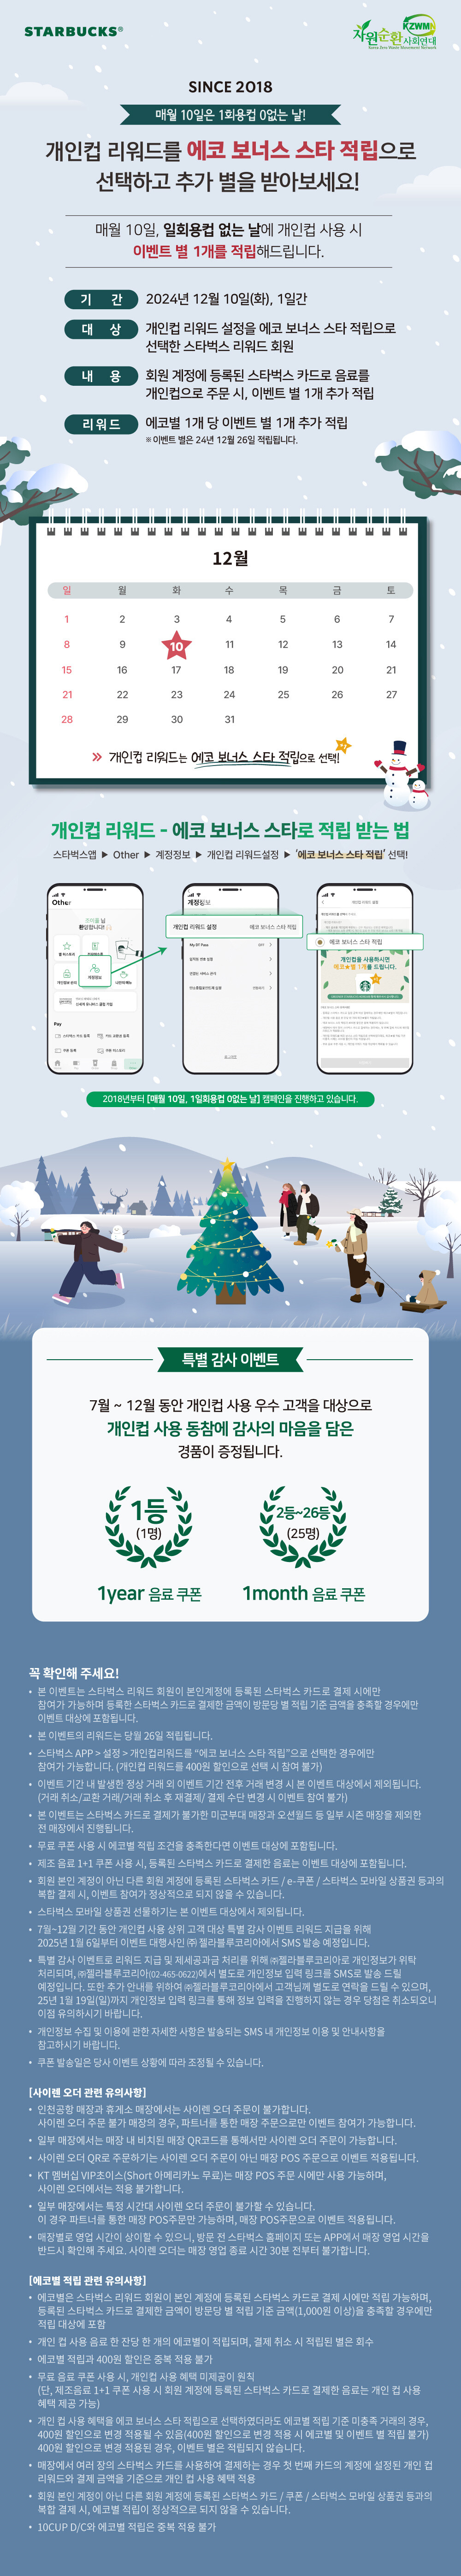 STARBUCKS®
자원순환사회연대
KZWMN
Korea Zero Waste Movement Network
SINCE 2018
매월 10일은 1회용컵 0없는 날!
개인컵 리워드를 에코 보너스 스타 적립으로
선택하고 추가 별을 받아보세요!
매월 10일, 일회용컵 없는 날에 개인컵 사용 시
이벤트 별 1개를 적립해드립니다.
기 간 2024년 12월 10일(화), 1일간
대 상 개인컵 리워드 설정을 에코 보너스 스타 적립으로
선택한 스타벅스 리워드 회원
내 용 회원 계정에 등록된 스타벅스 카드로 음료를
개인컵으로 주문 시, 이벤트 별 1개 추가 적립
리워드 에코별 1개 당 이벤트 별 1개 추가 적립
※ 이벤트 별은 24년 12월 26일 적립됩니다.
12월
일 월 화 수 목 금 토
1 2 3 4 5 6 7
8 9 10 11 12 13 14
15 16 17 18 19 20 21
21 22 23 24 25 26 27
28 29 30 31
개인컵 리워드는 에코 보너스 스타 적립으로 선택!
개인컵 리워드 - 에코 보너스 스타로 적립 받는 법
스타벅스앱 ▶ Other ▶ 계정정보 ▶ 개인컵 리워드설정 ▶ '에코 보너스 스타 적립' 선택!
Other
환영합니다!
계정정보
Pay
계정정보
개인컵 리워드 설정 에코 보너스 스타 적립
My DT Pass
에코 보너스 스타 적립
개인컵을 사용하시면
에코★별 1개를 드립니다.
2018년부터 [매월 10일, 1일회용컵 0없는 날] 캠페인을 진행하고 있습니다.
특별 감사 이벤트
7월 ~ 12월 동안 개인컵 사용 우수 고객을 대상으로
개인컵 사용 동참에 감사의 마음을 담은
경품이 증정됩니다.
1등
(1명)
2등~26등
(25명)
1year 음료 쿠폰
1month 음료 쿠폰
꼭 확인해 주세요!
• 본 이벤트는 스타벅스 리워드 회원이 본인계정에 등록된 스타벅스 카드로 결제 시에만
참여가 가능하며 등록한 스타벅스 카드로 결제한 금액이 방문당 별 적립 기준 금액을 충족할 경우에만
이벤트 대상에 포함됩니다.
• 본 이벤트의 리워드는 당월 26일 적립됩니다.
• 스타벅스 APP > 설정 > 개인컵리워드를 “에코 보너스 스타 적립”으로 선택한 경우에만
참여가 가능합니다. (개인컵 리워드를 400원 할인으로 선택 시 참여 불가)
• 이벤트 기간 내 발생한 정상 거래 외 이벤트 기간 전후 거래 변경 시 본 이벤트 대상에서 제외됩니다.
(거래 취소/교환 거래/거래 취소 후 재결제/ 결제 수단 변경 시 이벤트 참여 불가)
• 본 이벤트는 스타벅스 카드로 결제가 불가한 미군부대 매장과 오션월드 등 일부 시즌 매장을 제외한
전 매장에서 진행됩니다.
• 무료 쿠폰 사용 시 에코별 적립 조건을 충족한다면 이벤트 대상에 포함됩니다.
• 제조 음료 1+1 쿠폰 사용 시, 등록된 스타벅스 카드로 결제한 음료는 이벤트 대상에 포함됩니다.
• 회원 본인 계정이 아닌 다른 회원 계정에 등록된 스타벅스 카드 / e-쿠폰 / 스타벅스 모바일 상품권 등과의
복합 결제 시, 이벤트 참여가 정상적으로 되지 않을 수 있습니다.
• 스타벅스 모바일 상품권 선물하기는 본 이벤트 대상에서 제외됩니다.
• 7월~12월 기간 동안 개인컵 사용 상위 고객 대상 특별 감사 이벤트 리워드 지급을 위해
2025년 1월 6일부터 이벤트 대행사인 ㈜ 젤라블루코리아에서 SMS 발송 예정입니다.
• 특별 감사 이벤트로 리워드 지급 및 제세공과금 처리를 위해 ㈜젤라블루코리아로 개인정보가 위탁
처리되며, ㈜젤라블루코리아(02-465-0622)에서 별도로 개인정보 입력 링크를 SMS로 발송 드릴
예정입니다. 또한 추가 안내를 위하여 ㈜젤라블루코리아에서 고객님께 별도로 연락을 드릴 수 있으며,
25년 1월 19일(일)까지 개인정보 입력 링크를 통해 정보 입력을 진행하지 않는 경우 당첨은 취소되오니
이점 유의하시기 바랍니다.
• 개인정보 수집 및 이용에 관한 자세한 사항은 발송되는 SMS 내 개인정보 이용 및 안내사항을
참고하시기 바랍니다.
• 쿠폰 발송일은 당사 이벤트 상황에 따라 조정될 수 있습니다.
[사이렌 오더 관련 유의사항]
• 인천공항 매장과 휴게소 매장에서는 사이렌 오더 주문이 불가합니다.
사이렌 오더 주문 불가 매장의 경우, 파트너를 통한 매장 주문으로만 이벤트 참여가 가능합니다.
• 일부 매장에서는 매장 내 비치된 매장 QR코드를 통해서만 사이렌 오더 주문이 가능합니다.
• 사이렌 오더 QR로 주문하기는 사이렌 오더 주문이 아닌 매장 POS 주문으로 이벤트 적용됩니다.
• KT 멤버십 VIP초이스(Short 아메리카노 무료)는 매장 POS 주문 시에만 사용 가능하며,
사이렌 오더에서는 적용 불가합니다.
• 일부 매장에서는 특정 시간대 사이렌 오더 주문이 불가할 수 있습니다.
이 경우 파트너를 통한 매장 POS주문만 가능하며, 매장 POS주문으로 이벤트 적용됩니다.
• 매장별로 영업 시간이 상이할 수 있으니, 방문 전 스타벅스 홈페이지 또는 APP에서 매장 영업 시간을
반드시 확인해 주세요. 사이렌 오더는 매장 영업 종료 시간 30분 전부터 불가합니다.
[에코별 적립 관련 유의사항]
• 에코별은 스타벅스 리워드 회원이 본인 계정에 등록된 스타벅스 카드로 결제 시에만 적립 가능하며,
등록된 스타벅스 카드로 결제한 금액이 방문당 별 적립 기준 금액(1,000원 이상)을 충족할 경우에만
적립 대상에 포함
• 개인 컵 사용 음료 한 잔당 한 개의 에코별이 적립되며, 결제 취소 시 적립된 별은 회수
• 에코별 적립과 400원 할인은 중복 적용 불가
• 무료 음료 쿠폰 사용 시, 개인컵 사용 혜택 미제공이 원칙
(단, 제조음료 1+1 쿠폰 사용 시 회원 계정에 등록된 스타벅스 카드로 결제한 음료는 개인 컵 사용
혜택 제공 가능)
• 개인 컵 사용 혜택을 에코 보너스 스타 적립으로 선택하였더라도 에코별 적립 기준 미충족 거래의 경우,
400원 할인으로 변경 적용될 수 있음(400원 할인으로 변경 적용 시 에코별 및 이벤트 별 적립 불가)
400원 할인으로 변경 적용된 경우, 이벤트 별은 적립되지 않습니다.
• 매장에서 여러 장의 스타벅스 카드를 사용하여 결제하는 경우 첫 번째 카드의 계정에 설정된 개인 컵
리워드와 결제 금액을 기준으로 개인 컵 사용 혜택 적용
• 회원 본인 계정이 아닌 다른 회원 계정에 등록된 스타벅스 카드 / 쿠폰 / 스타벅스 모바일 상품권 등과의
복합 결제 시, 에코별 적립이 정상적으로 되지 않을 수 있습니다.
• 10CUP D/C와 에코별 적립은 중복 적용 불가